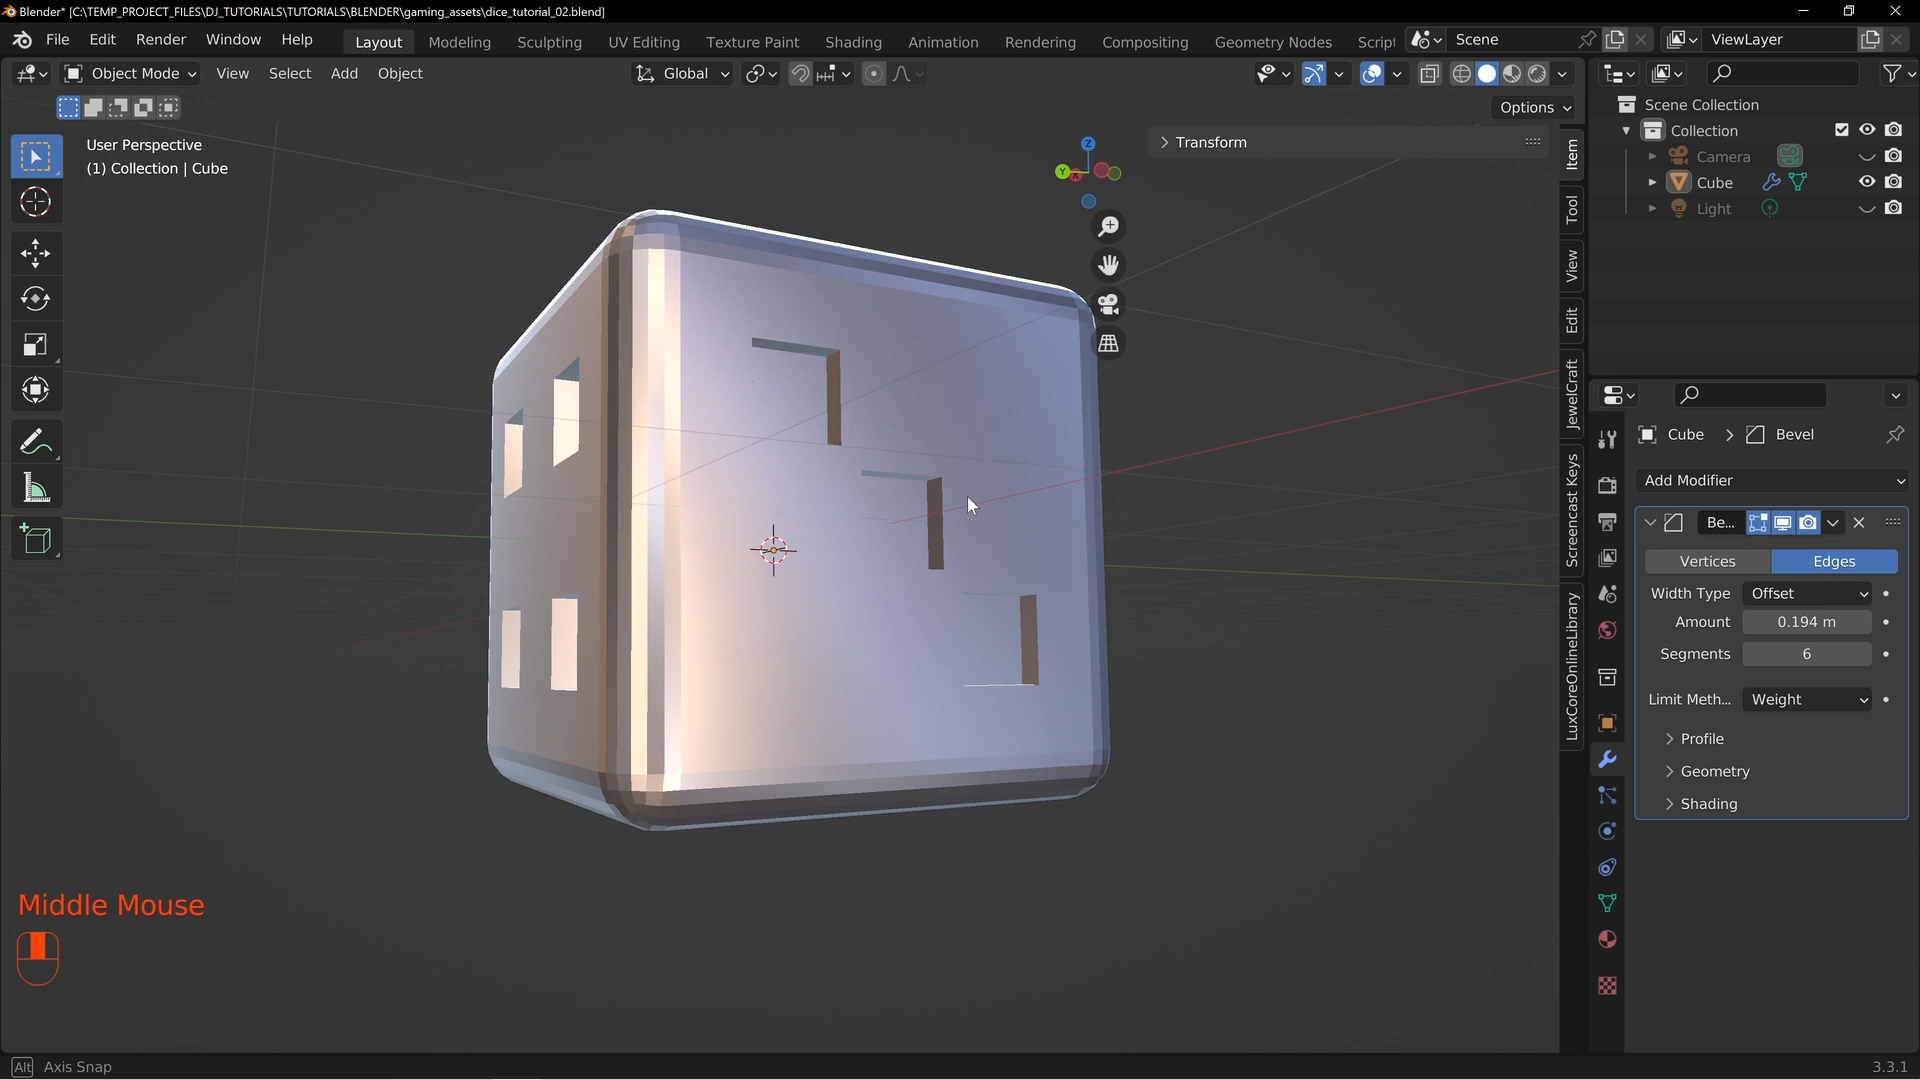 Blender* [C:\TEMP_PROJECT_FILES\DJ_TUTORIALS\TUTORIALS\BLENDER\gaming_assets\dice_tutorial_02.blend]
File Edit Render Window Help Layout Modeling Sculpting UV Editing Texture Paint Shading Animation Rendering Compositing Geometry Nodes Script Scene ViewLayer
Object Mode View Select Add Object Global
Options
User Perspective
(1) Collection | Cube
Transform
Z
Y
X
Item
Tool
View
Edit
JewelCraft
Screencast Keys
LuxCoreOnlineLibrary
Scene Collection
Collection
Camera
Cube
Light
Cube > Bevel
Add Modifier
Be...
Vertices Edges
Width Type Offset
Amount 0.194 m
Segments 6
Limit Meth... Weight
Profile
Geometry
Shading
Middle Mouse
Alt Axis Snap
3.3.1